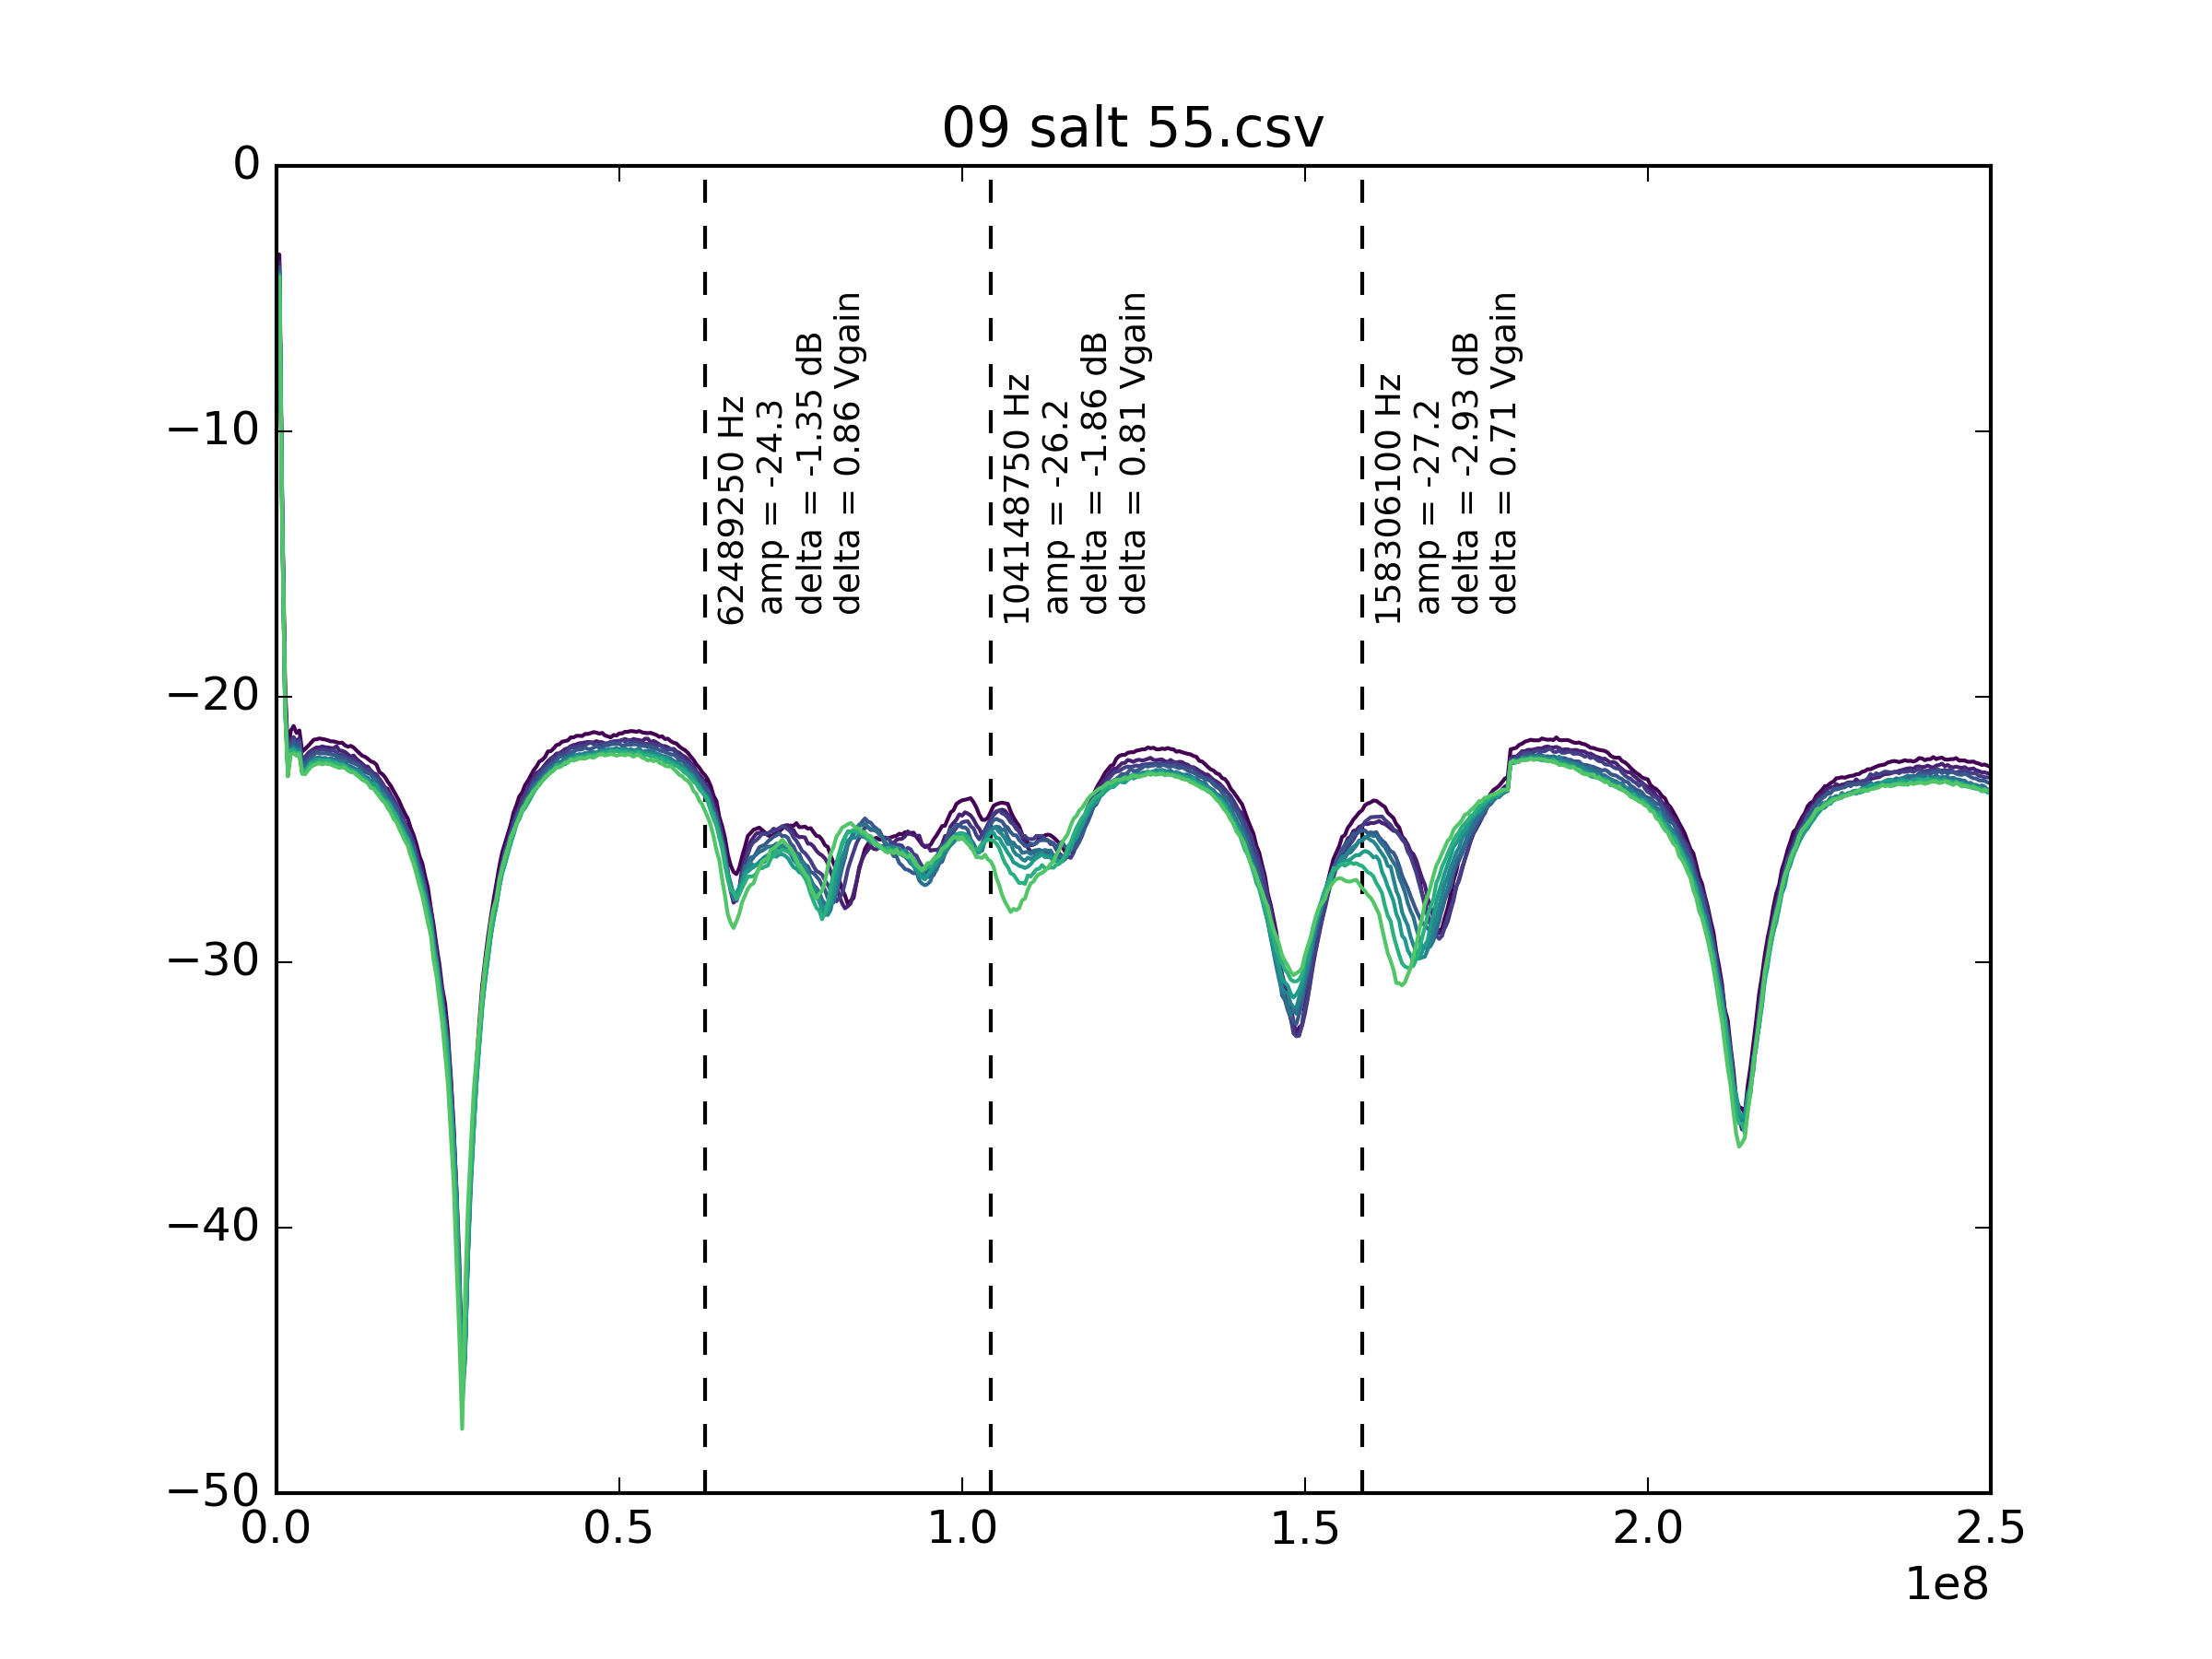 09 salt 55.csv
0
−10
−20
−30
−40
−50
62489250 Hz
amp = -24.3
delta = -1.35 dB
delta = 0.86 Vgain
104148750 Hz
amp = -26.2
delta = -1.86 dB
delta = 0.81 Vgain
158306100 Hz
amp = -27.2
delta = -2.93 dB
delta = 0.71 Vgain
0.0 0.5 1.0 1.5 2.0 2.5
1e8